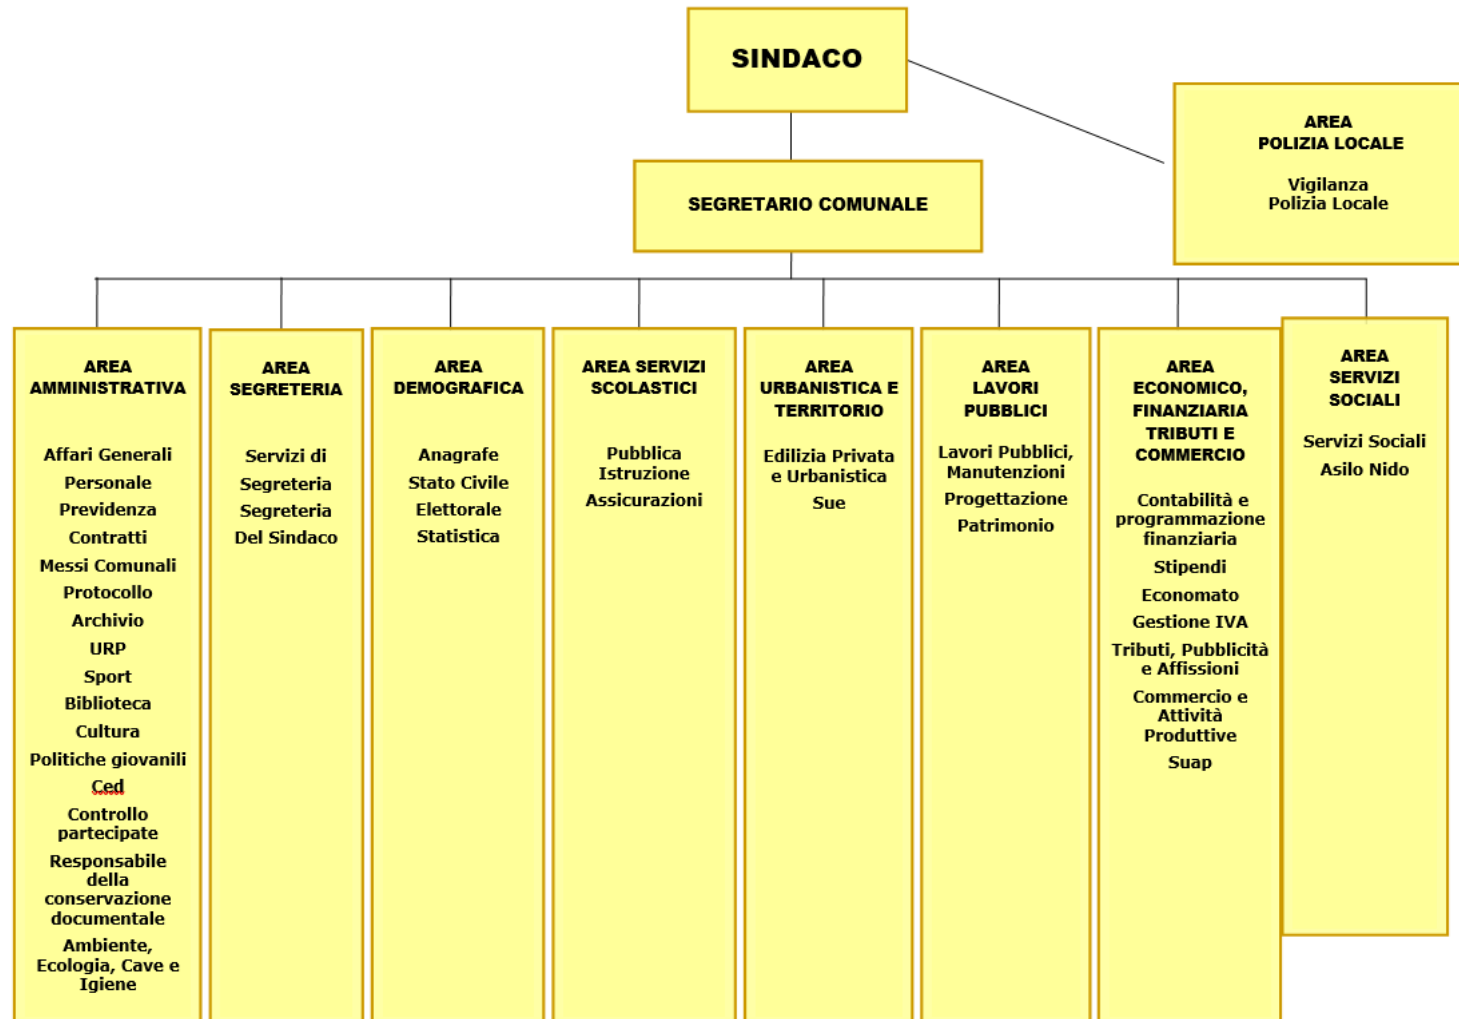 SINDACO
AREA
POLIZIA LOCALE
Vigilanza
Polizia Locale
SEGRETARIO COMUNALE
AREA
AMMINISTRATIVA
Affari Generali
Personale
Previdenza
Contratti
Messi Comunali
Protocollo
Archivio
URP
Sport
Biblioteca
Cultura
Politiche giovanili
Ced
Controllo
partecipate
Responsabile
della
conservazione
documentale
Ambiente,
Ecologia, Cave e
Igiene
AREA
SEGRETERIA
Servizi di
Segreteria
Segreteria
Del Sindaco
AREA
DEMOGRAFICA
Anagrafe
Stato Civile
Elettorale
Statistica
AREA SERVIZI
SCOLASTICI
Pubblica
Istruzione
Assicurazioni
AREA
URBANISTICA E
TERRITORIO
Edilizia Privata
e Urbanistica
Sue
AREA
LAVORI
PUBBLICI
Lavori Pubblici,
Manutenzioni
Progettazione
Patrimonio
AREA
ECONOMICO,
FINANZIARIA
TRIBUTI E
COMMERCIO
Contabilità e
programmazione
finanziaria
Stipendi
Economato
Gestione IVA
Tributi, Pubblicità
e Affissioni
Commercio e
Attività
Produttive
Suap
AREA
SERVIZI
SOCIALI
Servizi Sociali
Asilo Nido